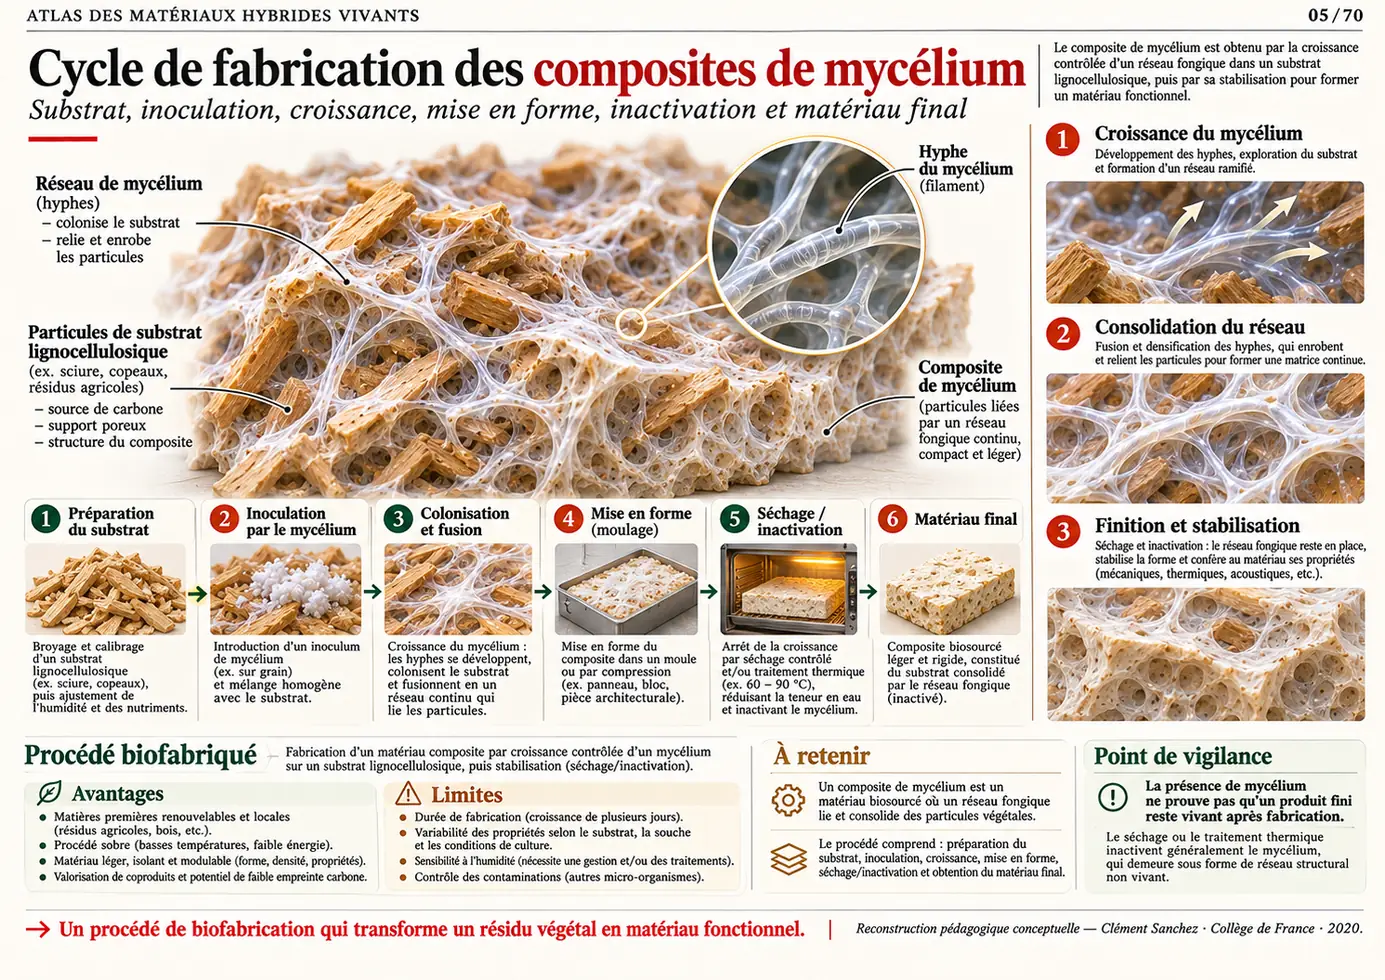 ATLAS DES MATÉRIAUX HYBRIDES VIVANTS
05/70
Cycle de fabrication des composites de mycélium
Substrat, inoculation, croissance, mise en forme, inactivation et matériau final
Le composite de mycélium est obtenu par la croissance
contrôlée d'un réseau fongique dans un substrat
lignocellulosique, puis par sa stabilisation pour former
un matériau fonctionnel.
Réseau de mycélium
(hyphes)
– colonise le substrat
– relie et enrobe
les particules
Particules de substrat
lignocellulosique
(ex. sciure, copeaux,
résidus agricoles)
– source de carbone
– support poreux
– structure du composite
Hyphe
du mycélium
(filament)
Composite
de mycélium
(particules liées
par un réseau
fongique continu,
compact et léger)
1 Croissance du mycélium
Développement des hyphes, exploration du substrat
et formation d'un réseau ramifié.
2 Consolidation du réseau
Fusion et densification des hyphes, qui enrobent
et relient les particules pour former une matrice continue.
3 Finition et stabilisation
Séchage et inactivation : le réseau fongique reste en place,
stabilise la forme et confère au matériau ses propriétés
(mécaniques, thermiques, acoustiques, etc.).
1 Préparation
du substrat
Broyage et calibrage
d'un substrat
lignocellulosique
(ex. sciure, copeaux),
puis ajustement de
l'humidité et des nutriments.
2 Inoculation
par le mycélium
Introduction d'un inoculum
de mycélium
(ex. sur grain)
et mélange homogène
avec le substrat.
3 Colonisation
et fusion
Croissance du mycélium :
les hyphes se développent,
colonisent le substrat
et fusionnent en un
réseau continu qui
lie les particules.
4 Mise en forme
(moulage)
Mise en forme du
composite dans un moule
ou par compression
(ex. panneau, bloc,
pièce architecturale).
5 Séchage /
inactivation
Arrêt de la croissance
par séchage contrôlé
et/ou traitement thermique
(ex. 60 – 90 °C),
réduisant la teneur en eau
et inactivant le mycélium.
6 Matériau final
Composite biosourcé
léger et rigide, constitué
du substrat consolidé
par le réseau fongique
(inactivé).
Procédé biofabriqué
Fabrication d'un matériau composite par croissance contrôlée d'un mycélium
sur un substrat lignocellulosique, puis stabilisation (séchage/inactivation).
Avantages
• Matières premières renouvelables et locales
(résidus agricoles, bois, etc.).
• Procédé sobre (basses températures, faible énergie).
• Matériau léger, isolant et modulable (forme, densité, propriétés).
• Valorisation de coproduits et potentiel de faible empreinte carbone.
Limites
• Durée de fabrication (croissance de plusieurs jours).
• Variabilité des propriétés selon le substrat, la souche
et les conditions de culture.
• Sensibilité à l'humidité (nécessite une gestion et/ou des traitements).
• Contrôle des contaminations (autres micro-organismes).
À retenir
Un composite de mycélium est un
matériau biosourcé où un réseau fongique
lie et consolide des particules végétales.
Le procédé comprend : préparation du
substrat, inoculation, croissance, mise en forme,
séchage/inactivation et obtention du matériau final.
Point de vigilance
La présence de mycélium
ne prouve pas qu'un produit fini
reste vivant après fabrication.
Le séchage ou le traitement thermique
inactivent généralement le mycélium,
qui demeure sous forme de réseau structural
non vivant.
→ Un procédé de biofabrication qui transforme un résidu végétal en matériau fonctionnel.
Reconstruction pédagogique conceptuelle — Clément Sanchez · Collège de France · 2020.